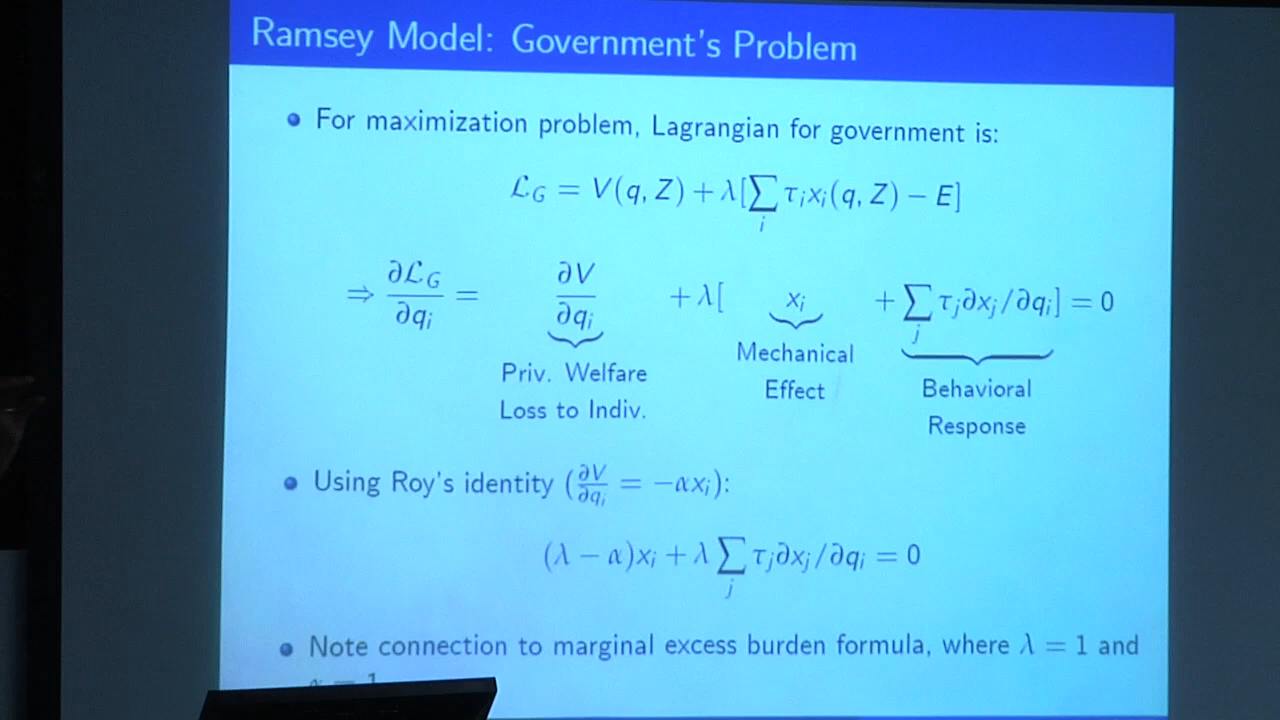 Ramsey Model: Government's Problem
For maximization problem, Lagrangian for government is:
ℒ_G = V(q, Z) + λ[∑_i τ_i x_i(q, Z) − E]
⇒ ∂ℒ_G/∂q_i = ∂V/∂q_i + λ[ x_i + ∑_j τ_j ∂x_j/∂q_i] = 0
Priv. Welfare Loss to Indiv.
Mechanical Effect
Behavioral Response
Using Roy's identity (∂V/∂q_i = −αx_i):
(λ − α)x_i + λ ∑_j τ_j ∂x_j/∂q_i = 0
Note connection to marginal excess burden formula, where λ = 1 and
α = 1